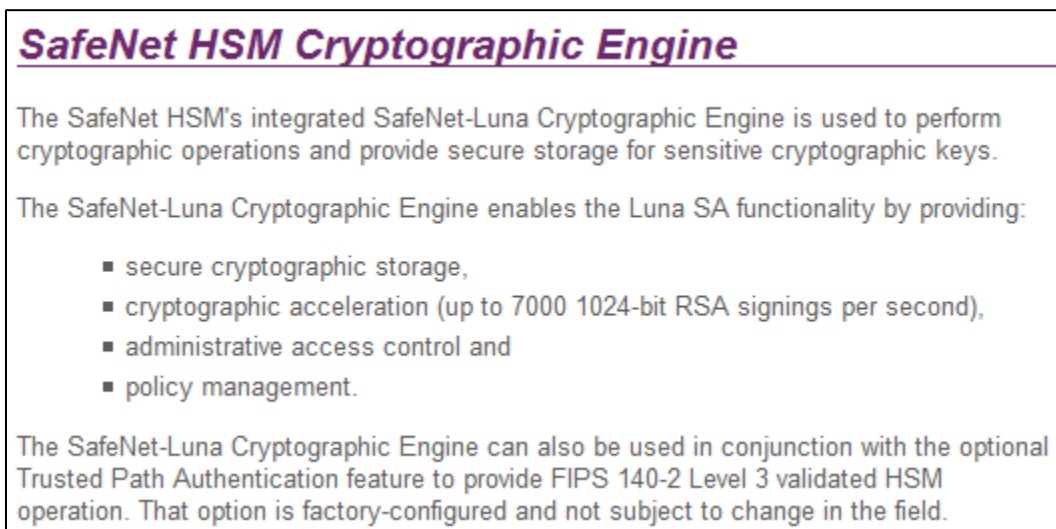 SafeNet HSM Cryptographic Engine
The SafeNet HSM's integrated SafeNet-Luna Cryptographic Engine is used to perform
cryptographic operations and provide secure storage for sensitive cryptographic keys.
The SafeNet-Luna Cryptographic Engine enables the Luna SA functionality by providing:
▪ secure cryptographic storage,
▪ cryptographic acceleration (up to 7000 1024-bit RSA signings per second),
▪ administrative access control and
▪ policy management.
The SafeNet-Luna Cryptographic Engine can also be used in conjunction with the optional
Trusted Path Authentication feature to provide FIPS 140-2 Level 3 validated HSM
operation. That option is factory-configured and not subject to change in the field.